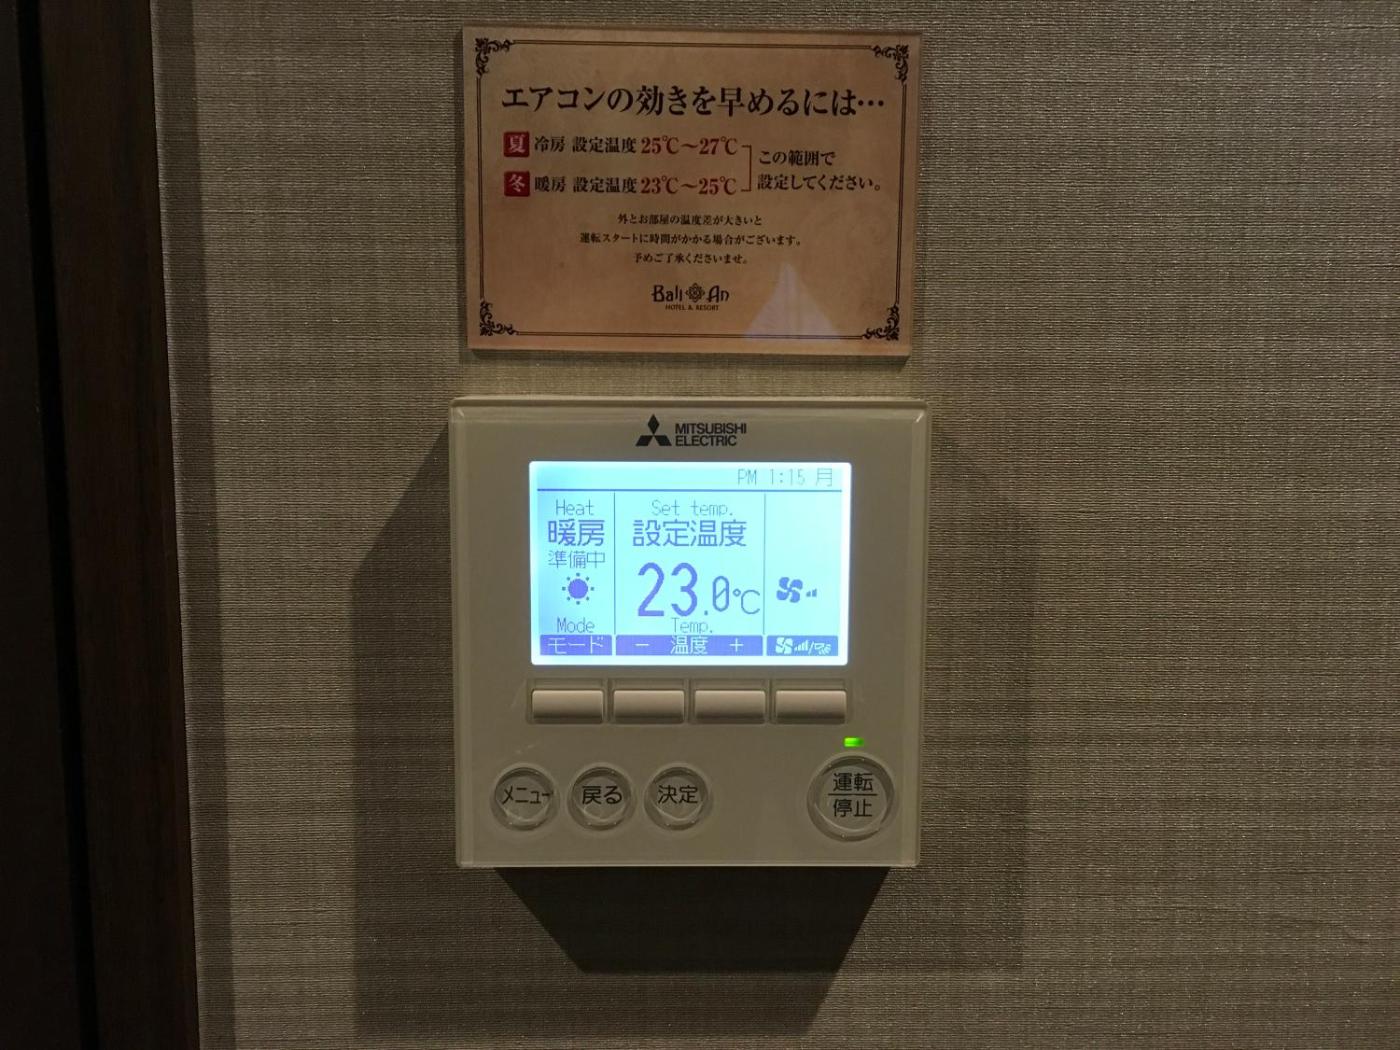 エアコンの効きを早めるには…
夏 冷房 設定温度 25℃～27℃
冬 暖房 設定温度 23℃～25℃
この範囲で
設定してください。
外とお部屋の温度差が大きいと
運転スタートに時間がかかる場合がございます。
予めご了承くださいませ。
Bali An
HOTEL & RESORT
MITSUBISHI
ELECTRIC
PM 1:15 月
Heat
暖房
準備中
Set temp.
設定温度
23.0℃
Mode
モード
Temp.
－ 温度 ＋
メニュー
戻る
決定
運転
停止